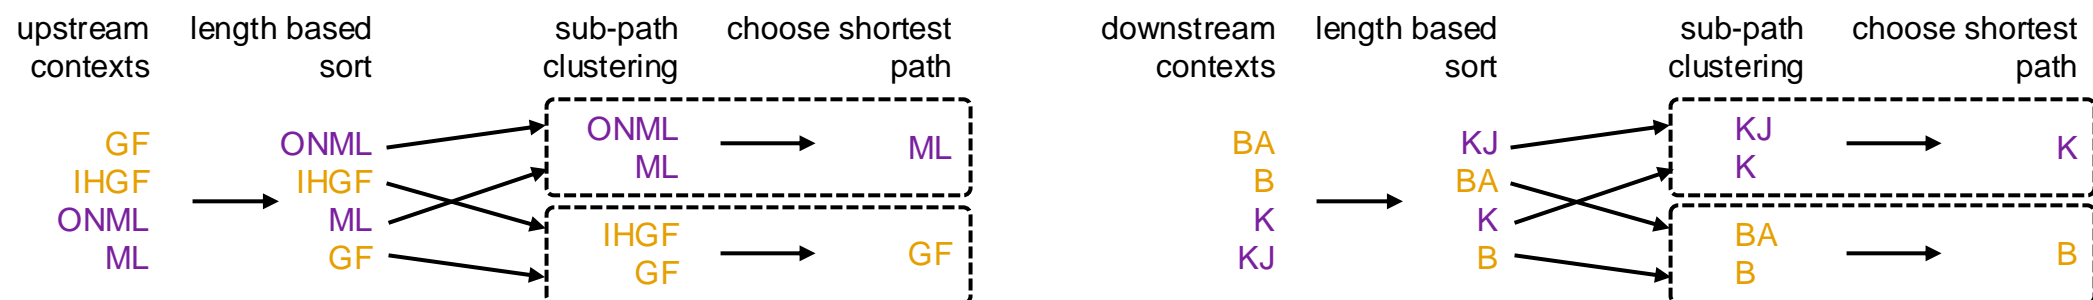 upstream contexts
length based sort
sub-path clustering
choose shortest path
GF
IHGF
ONML
ML
ONML
IHGF
ML
GF
ONML
ML
ML
IHGF
GF
GF
downstream contexts
length based sort
sub-path clustering
choose shortest path
BA
B
K
KJ
KJ
BA
K
B
KJ
K
K
BA
B
B